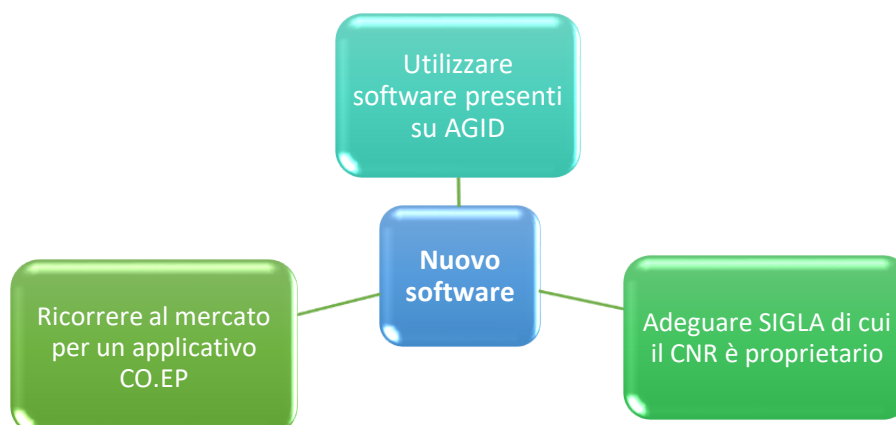 Utilizzare
software presenti
su AGID
Nuovo
software
Ricorrere al mercato
per un applicativo
CO.EP
Adeguare SIGLA di cui
il CNR è proprietario